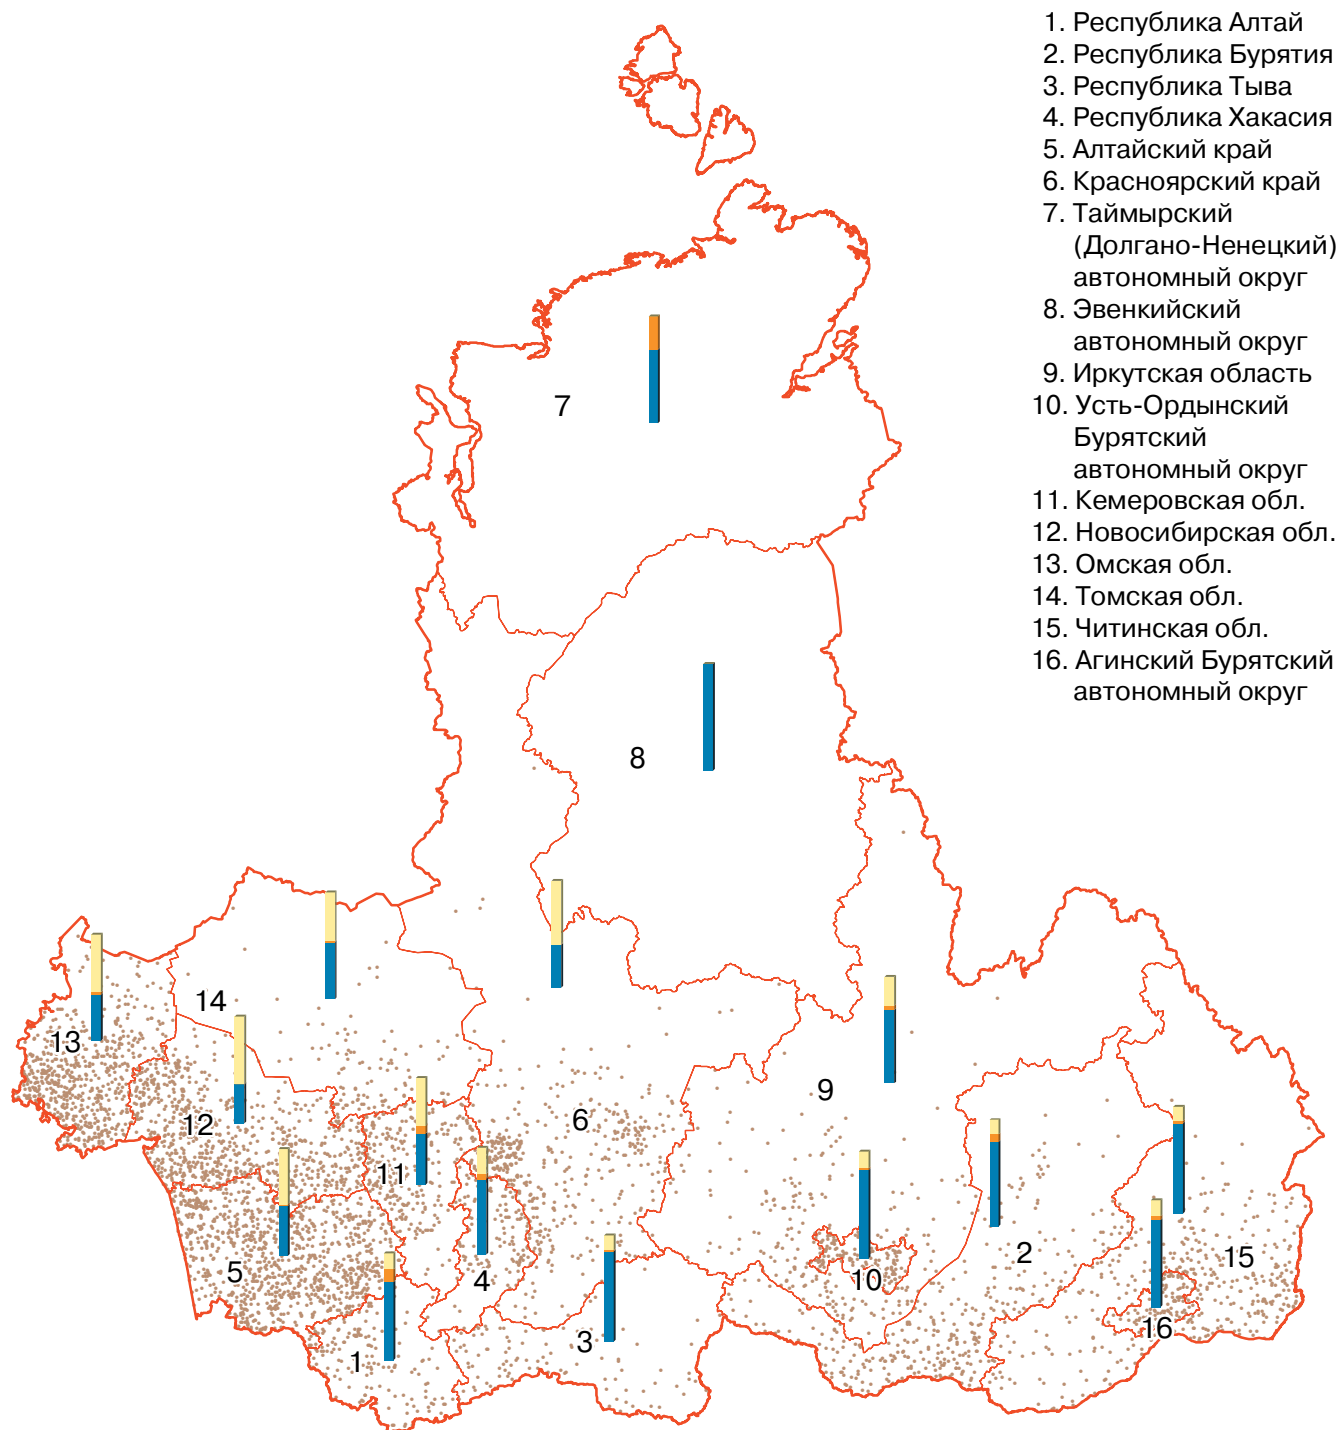 1. Республика Алтай
2. Республика Бурятия
3. Республика Тыва
4. Республика Хакасия
5. Алтайский край
6. Красноярский край
7. Таймырский
(Долгано-Ненецкий)
автономный округ
8. Эвенкийский
автономный округ
9. Иркутская область
10. Усть-Ордынский
Бурятский
автономный округ
11. Кемеровская обл.
12. Новосибирская обл.
13. Омская обл.
14. Томская обл.
15. Читинская обл.
16. Агинский Бурятский
автономный округ
7
8
14
13
9
12
6
11
5
4
10
2
15
3
16
1